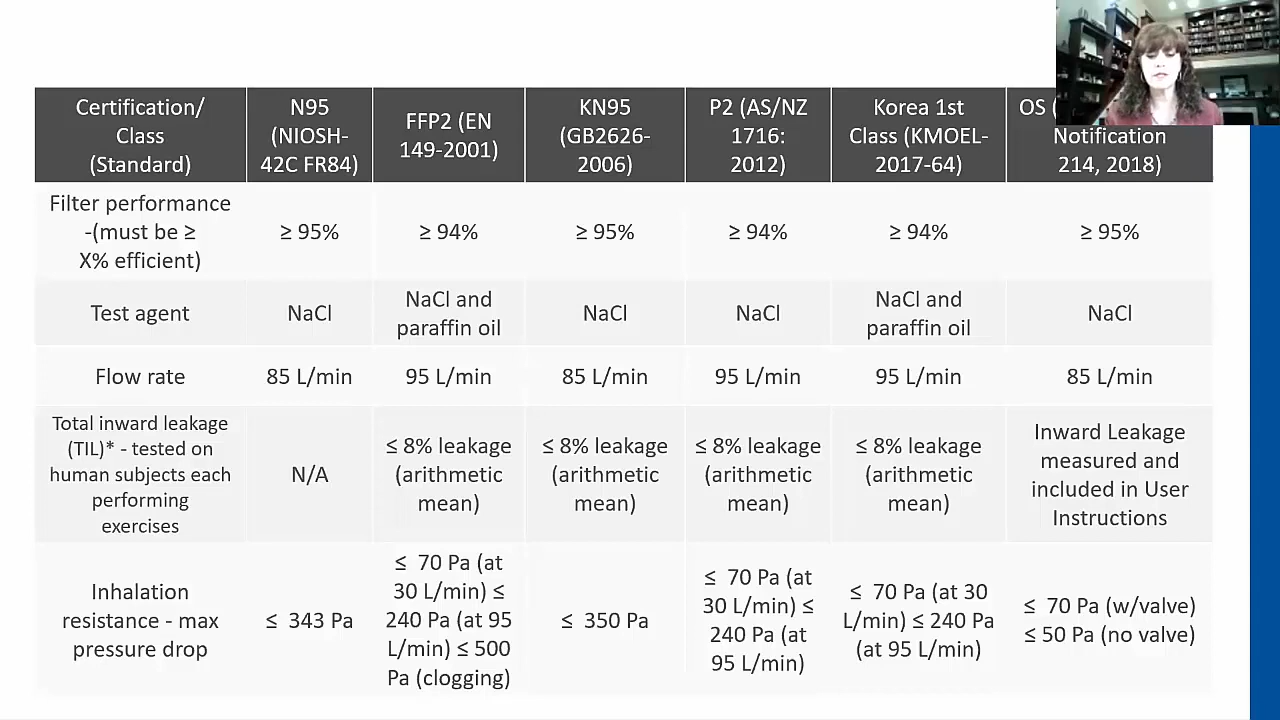 Certification/
Class
(Standard)
N95
(NIOSH-
42C FR84)
FFP2 (EN
149-2001)
KN95
(GB2626-
2006)
P2 (AS/NZ
1716:
2012)
Korea 1st
Class (KMOEL-
2017-64)
OS (
Notification
214, 2018)
Filter performance
-(must be ≥
X% efficient)
≥ 95%
≥ 94%
≥ 95%
≥ 94%
≥ 94%
≥ 95%
Test agent
NaCl
NaCl and
paraffin oil
NaCl
NaCl
NaCl and
paraffin oil
NaCl
Flow rate
85 L/min
95 L/min
85 L/min
95 L/min
95 L/min
85 L/min
Total inward leakage
(TIL)* - tested on
human subjects each
performing
exercises
N/A
≤ 8% leakage
(arithmetic
mean)
≤ 8% leakage
(arithmetic
mean)
≤ 8% leakage
(arithmetic
mean)
≤ 8% leakage
(arithmetic
mean)
Inward Leakage
measured and
included in User
Instructions
Inhalation
resistance - max
pressure drop
≤ 343 Pa
≤ 70 Pa (at
30 L/min) ≤
240 Pa (at 95
L/min) ≤ 500
Pa (clogging)
≤ 350 Pa
≤ 70 Pa (at
30 L/min) ≤
240 Pa (at
95 L/min)
≤ 70 Pa (at 30
L/min) ≤ 240 Pa
(at 95 L/min)
≤ 70 Pa (w/valve)
≤ 50 Pa (no valve)